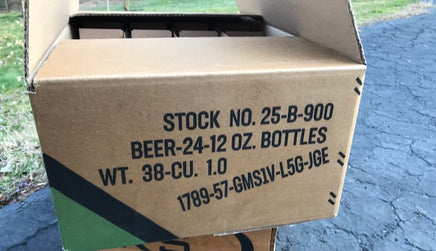 STOCK NO. 25-B-900
BEER-24-12 OZ. BOTTLES
WT. 38-CU. 1.0
1789-57-GMS1V-L5G-JGE